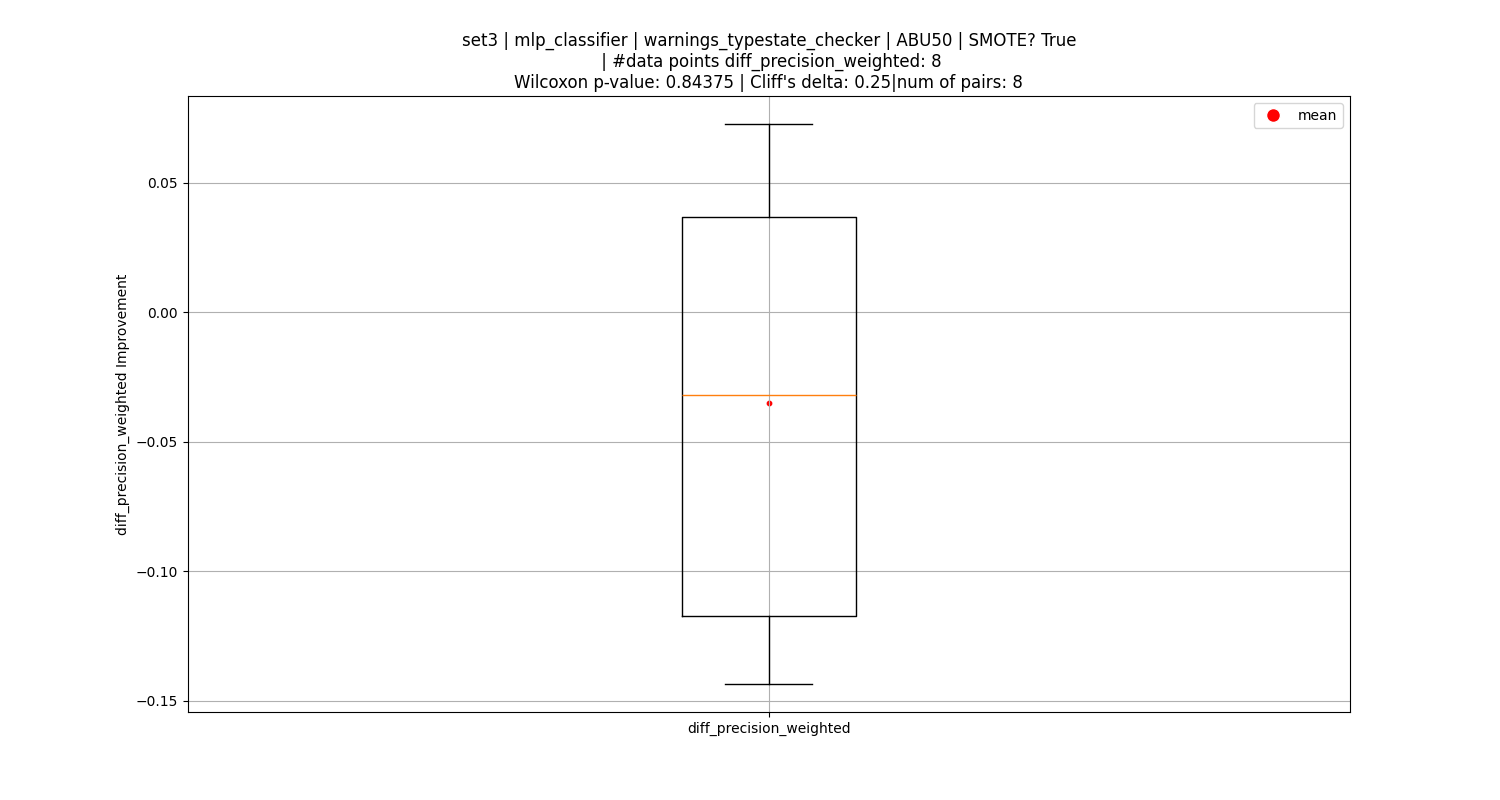 set3 | mlp_classifier | warnings_typestate_checker | ABU50 | SMOTE? True
| #data points diff_precision_weighted: 8
Wilcoxon p-value: 0.84375 | Cliff's delta: 0.25|num of pairs: 8
mean
0.05
0.00
−0.05
−0.10
−0.15
diff_precision_weighted Improvement
diff_precision_weighted